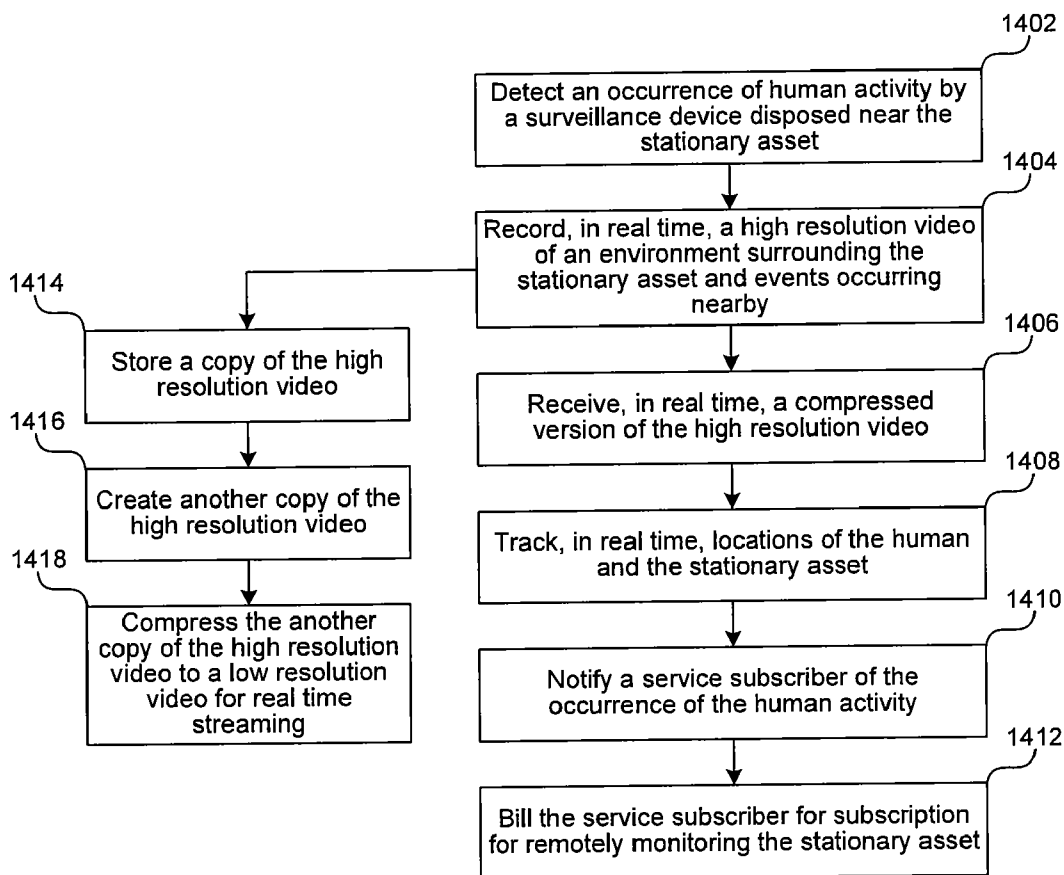 1402
Detect an occurrence of human activity by
a surveillance device disposed near the
stationary asset
1404
Record, in real time, a high resolution video
of an environment surrounding the
stationary asset and events occurring
nearby
1406
Receive, in real time, a compressed
version of the high resolution video
1408
Track, in real time, locations of the human
and the stationary asset
1410
Notify a service subscriber of the
occurrence of the human activity
1412
Bill the service subscriber for subscription
for remotely monitoring the stationary asset
1414
Store a copy of the high
resolution video
1416
Create another copy of the
high resolution video
1418
Compress the another
copy of the high resolution
video to a low resolution
video for real time
streaming